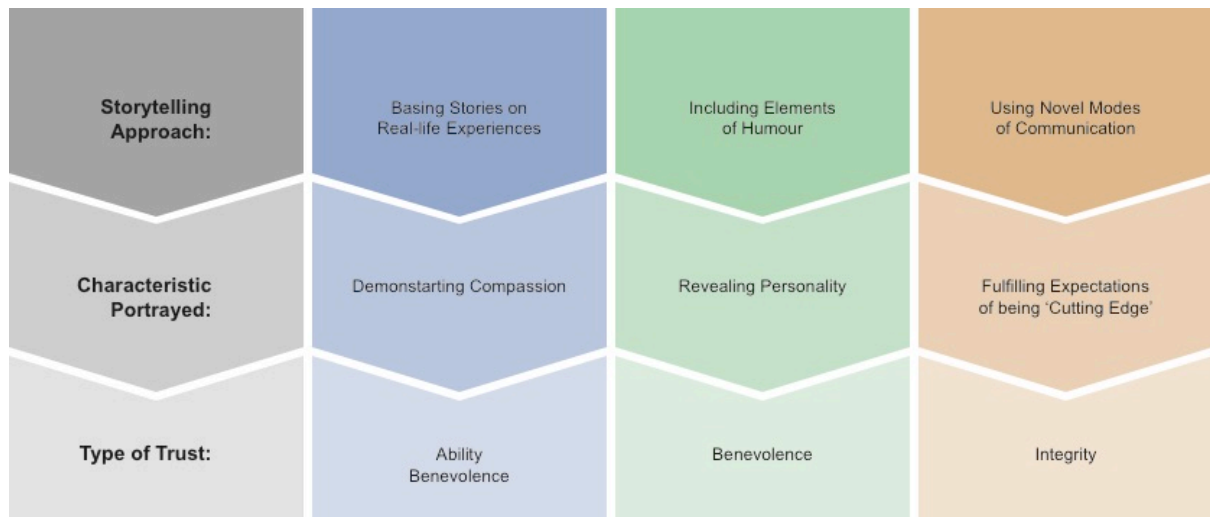 Storytelling
Approach:
Basing Stories on
Real-life Experiences
Including Elements
of Humour
Using Novel Modes
of Communication
Characteristic
Portrayed:
Demonstarting Compassion
Revealing Personality
Fulfilling Expectations
of being ‘Cutting Edge’
Type of Trust:
Ability
Benevolence
Benevolence
Integrity